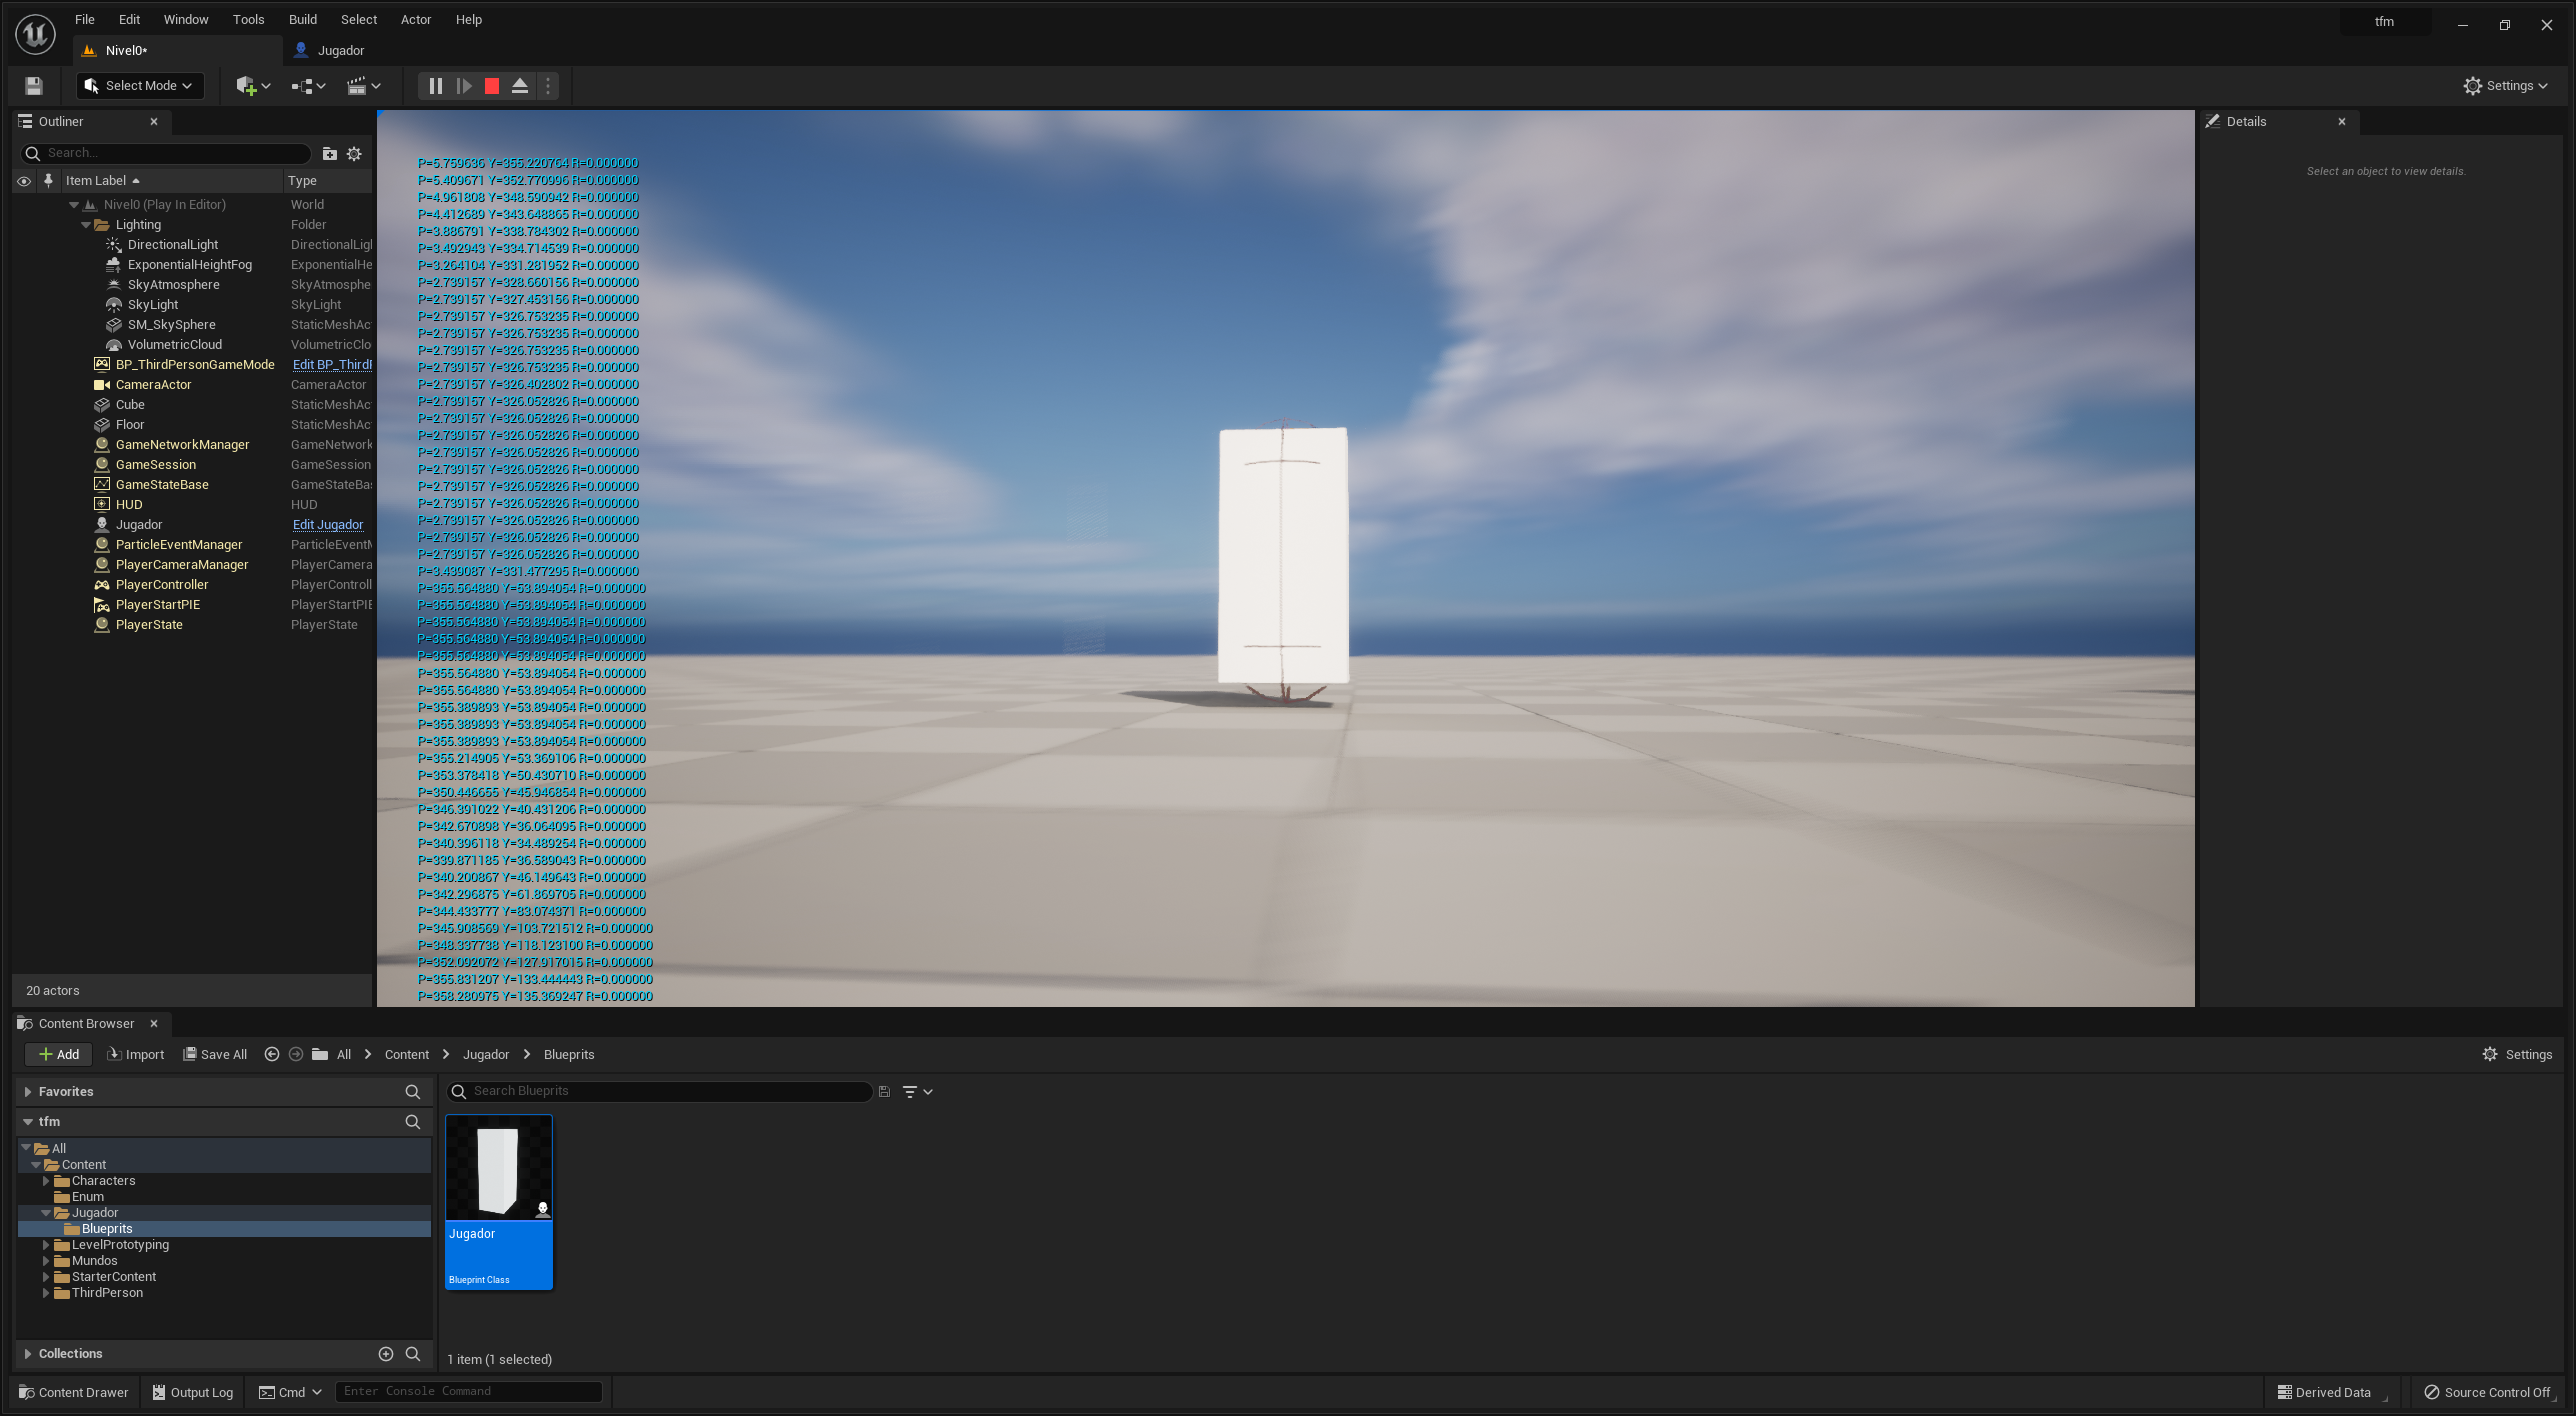 File Edit Window Tools Build Select Actor Help
tfm
Nivel0*
Jugador
Select Mode
Settings
Outliner
Details
Search...
Select an object to view details.
Item Label Type
Nivel0 (Play In Editor) World
Lighting Folder
DirectionalLight DirectionalLigh
ExponentialHeightFog ExponentialHe
SkyAtmosphere SkyAtmosphe
SkyLight SkyLight
SM_SkySphere StaticMeshAc
VolumetricCloud VolumetricClo
BP_ThirdPersonGameMode Edit BP_Third
CameraActor CameraActor
Cube StaticMeshAc
Floor StaticMeshAc
GameNetworkManager GameNetwork
GameSession GameSession
GameStateBase GameStateBa
HUD HUD
Jugador Edit Jugador
ParticleEventManager ParticleEvent
PlayerCameraManager PlayerCamera
PlayerController PlayerControll
PlayerStartPIE PlayerStartPIE
PlayerState PlayerState
20 actors
P=5.759636 Y=355.220764 R=0.000000
P=5.409671 Y=352.770996 R=0.000000
P=4.961808 Y=348.590942 R=0.000000
P=4.412689 Y=343.648865 R=0.000000
P=3.886791 Y=338.784302 R=0.000000
P=3.492943 Y=334.714539 R=0.000000
P=3.264104 Y=331.281952 R=0.000000
P=2.739157 Y=328.660156 R=0.000000
P=2.739157 Y=327.453156 R=0.000000
P=2.739157 Y=326.753235 R=0.000000
P=2.739157 Y=326.753235 R=0.000000
P=2.739157 Y=326.753235 R=0.000000
P=2.739157 Y=326.753235 R=0.000000
P=2.739157 Y=326.402802 R=0.000000
P=2.739157 Y=326.052826 R=0.000000
P=2.739157 Y=326.052826 R=0.000000
P=2.739157 Y=326.052826 R=0.000000
P=2.739157 Y=326.052826 R=0.000000
P=2.739157 Y=326.052826 R=0.000000
P=2.739157 Y=326.052826 R=0.000000
P=2.739157 Y=326.052826 R=0.000000
P=2.739157 Y=326.052826 R=0.000000
P=2.739157 Y=326.052826 R=0.000000
P=2.739157 Y=326.052826 R=0.000000
P=3.439087 Y=331.477295 R=0.000000
P=355.564880 Y=53.894054 R=0.000000
P=355.564880 Y=53.894054 R=0.000000
P=355.564880 Y=53.894054 R=0.000000
P=355.564880 Y=53.894054 R=0.000000
P=355.564880 Y=53.894054 R=0.000000
P=355.564880 Y=53.894054 R=0.000000
P=355.564880 Y=53.894054 R=0.000000
P=355.389893 Y=53.894054 R=0.000000
P=355.389893 Y=53.894054 R=0.000000
P=355.389893 Y=53.894054 R=0.000000
P=355.214905 Y=53.369106 R=0.000000
P=353.378418 Y=50.430710 R=0.000000
P=350.446655 Y=45.946854 R=0.000000
P=346.391022 Y=40.431206 R=0.000000
P=342.670898 Y=36.064095 R=0.000000
P=340.396118 Y=34.489254 R=0.000000
P=339.871185 Y=36.589043 R=0.000000
P=340.200867 Y=46.149643 R=0.000000
P=342.296875 Y=61.869705 R=0.000000
P=344.433777 Y=83.074371 R=0.000000
P=345.908569 Y=103.721512 R=0.000000
P=348.337738 Y=118.123100 R=0.000000
P=352.092072 Y=127.917015 R=0.000000
P=355.831207 Y=133.444443 R=0.000000
P=358.280975 Y=135.369247 R=0.000000
Content Browser
Add Import Save All All Content Jugador Blueprits Settings
Favorites
Search Blueprits
tfm
All
Content
Characters
Enum
Jugador
Blueprits
LevelPrototyping
Mundos
StarterContent
ThirdPerson
Collections
Jugador
Blueprint Class
1 item (1 selected)
Content Drawer Output Log Cmd Enter Console Command Derived Data Source Control Off